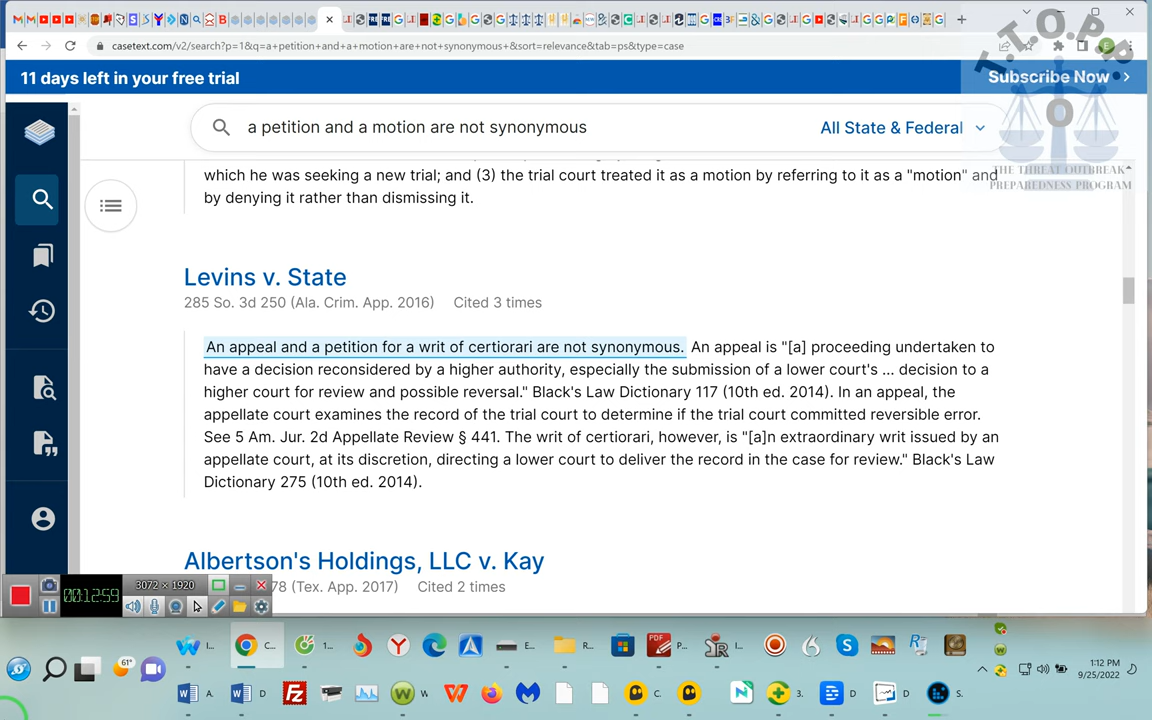 casetext.com/v2/search?p=1&q=a+petition+and+a+motion+are+not+synonymous+&sort=relevance&tab=ps&type=case
11 days left in your free trial
Subscribe Now >
T.T.O.P.P.
a petition and a motion are not synonymous
All State & Federal
THE THREAT OUTBREAK
PREPAREDNESS PROGRAM
which he was seeking a new trial; and (3) the trial court treated it as a motion by referring to it as a "motion" and
by denying it rather than dismissing it.
Levins v. State
285 So. 3d 250 (Ala. Crim. App. 2016) Cited 3 times
An appeal and a petition for a writ of certiorari are not synonymous. An appeal is "[a] proceeding undertaken to
have a decision reconsidered by a higher authority, especially the submission of a lower court's ... decision to a
higher court for review and possible reversal." Black's Law Dictionary 117 (10th ed. 2014). In an appeal, the
appellate court examines the record of the trial court to determine if the trial court committed reversible error.
See 5 Am. Jur. 2d Appellate Review § 441. The writ of certiorari, however, is "[a]n extraordinary writ issued by an
appellate court, at its discretion, directing a lower court to deliver the record in the case for review." Black's Law
Dictionary 275 (10th ed. 2014).
Albertson's Holdings, LLC v. Kay
78 (Tex. App. 2017) Cited 2 times
3072 × 1920
00:12:59
61°
1:12 PM
9/25/2022